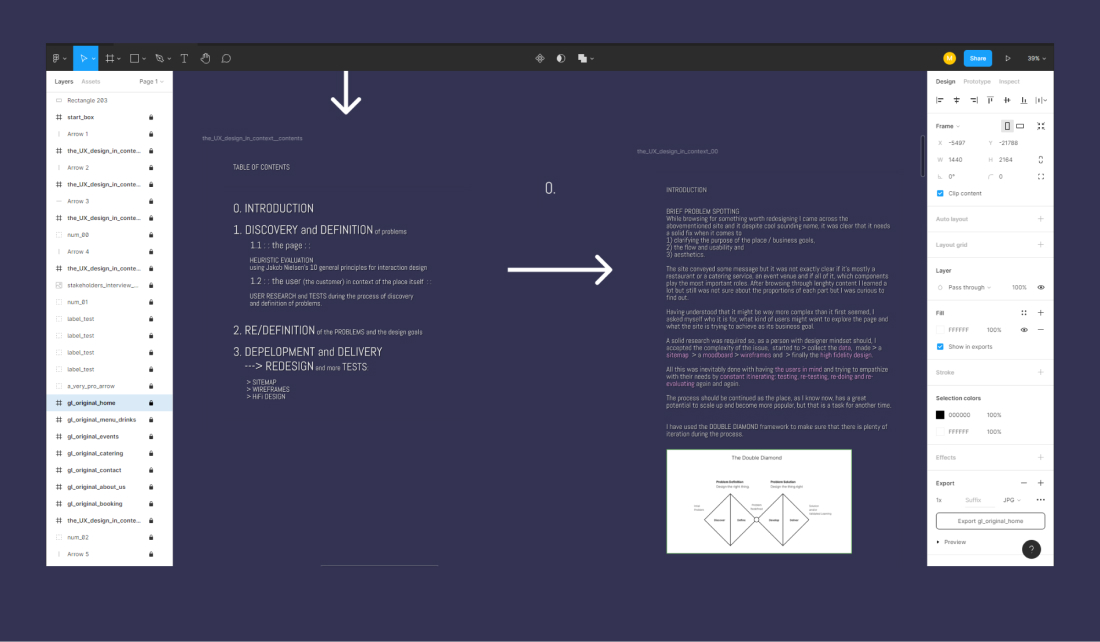 M
Share
39%
Layers Assets Page 1
Rectangle 203
start_box
Arrow 1
the_UX_design_in_conte...
Arrow 2
the_UX_design_in_conte...
Arrow 3
the_UX_design_in_conte...
num_00
Arrow 4
the_UX_design_in_conte...
stakeholders_interview_...
num_01
label_test
label_test
label_test
label_test
a_very_pro_arrow
gl_original_home
gl_original_menu_drinks
gl_original_events
gl_original_catering
gl_original_contact
gl_original_about_us
gl_original_booking
the_UX_design_in_conte...
num_02
Arrow 5
the_UX_design_in_context__contents
TABLE OF CONTENTS
0. INTRODUCTION
1. DISCOVERY and DEFINITION of problems
1.1 : : the page : :
HEURISTIC EVALUATION
using Jakob Nielsen's 10 general principles for interaction design
1.2 : : the user (the customer) in context of the place itself : :
USER RESEARCH and TESTS during the process of discovery
and definition of problems.
2. RE/DEFINITION of the PROBLEMS and the design goals
3. DEPELOPMENT and DELIVERY
---> REDESIGN and more TESTS
> SITEMAP
> WIREFRAMES
> HiFi DESIGN
0.
the_UX_design_in_context_00
INTRODUCTION
BRIEF PROBLEM SPOTTING
While browsing for something worth redesigning I came across the
abovementioned site and it despite cool sounding name, it was clear that it needs
a solid fix when it comes to
1) clarifying the purpose of the place / business goals,
2) the flow and usability and
3) aesthetics.
The site conveyed some message but it was not exactly clear if it's mostly a
restaurant or a catering service, an event venue and if all of it, which components
play the most important roles. After browsing through lenghty content I learned a
lot but still was not sure about the proportions of each part but I was curious to
find out.
Having understood that it might be way more complex than it first seemed, I
asked myself who it is for, what kind of users might want to explore the page and
what the site is trying to achieve as its business goal.
A solid research was required so, as a person with designer mindset should, I
accepted the complexity of the issue, started to > collect the data, made > a
sitemap > a moodboard > wireframes and > finally the high fidelity design.
All this was inevitably done with having the users in mind and trying to empathize
with their needs by constant itinerating: testing, re-testing, re-doing and re-
evaluating again and again.
The process should be continued as the place, as I know now, has a great
potential to scale up and become more popular, but that is a task for another time.
I have used the DOUBLE DIAMOND framework to make sure that there is plenty of
iteration during the process.
The Double Diamond
Problem Definition
Design the right thing
Problem Solution
Design the thing right
Discover Define Develop Deliver
Design Prototype Inspect
Frame
X -5497 Y -21788
W 1440 H 2164
0° 0
Clip content
Auto layout
Layout grid
Layer
Pass through 100%
Fill
FFFFFF 100%
Show in exports
Stroke
Selection colors
000000 100%
FFFFFF 100%
Effects
Export
1x Suffix JPG
Export gl_original_home
Preview
?